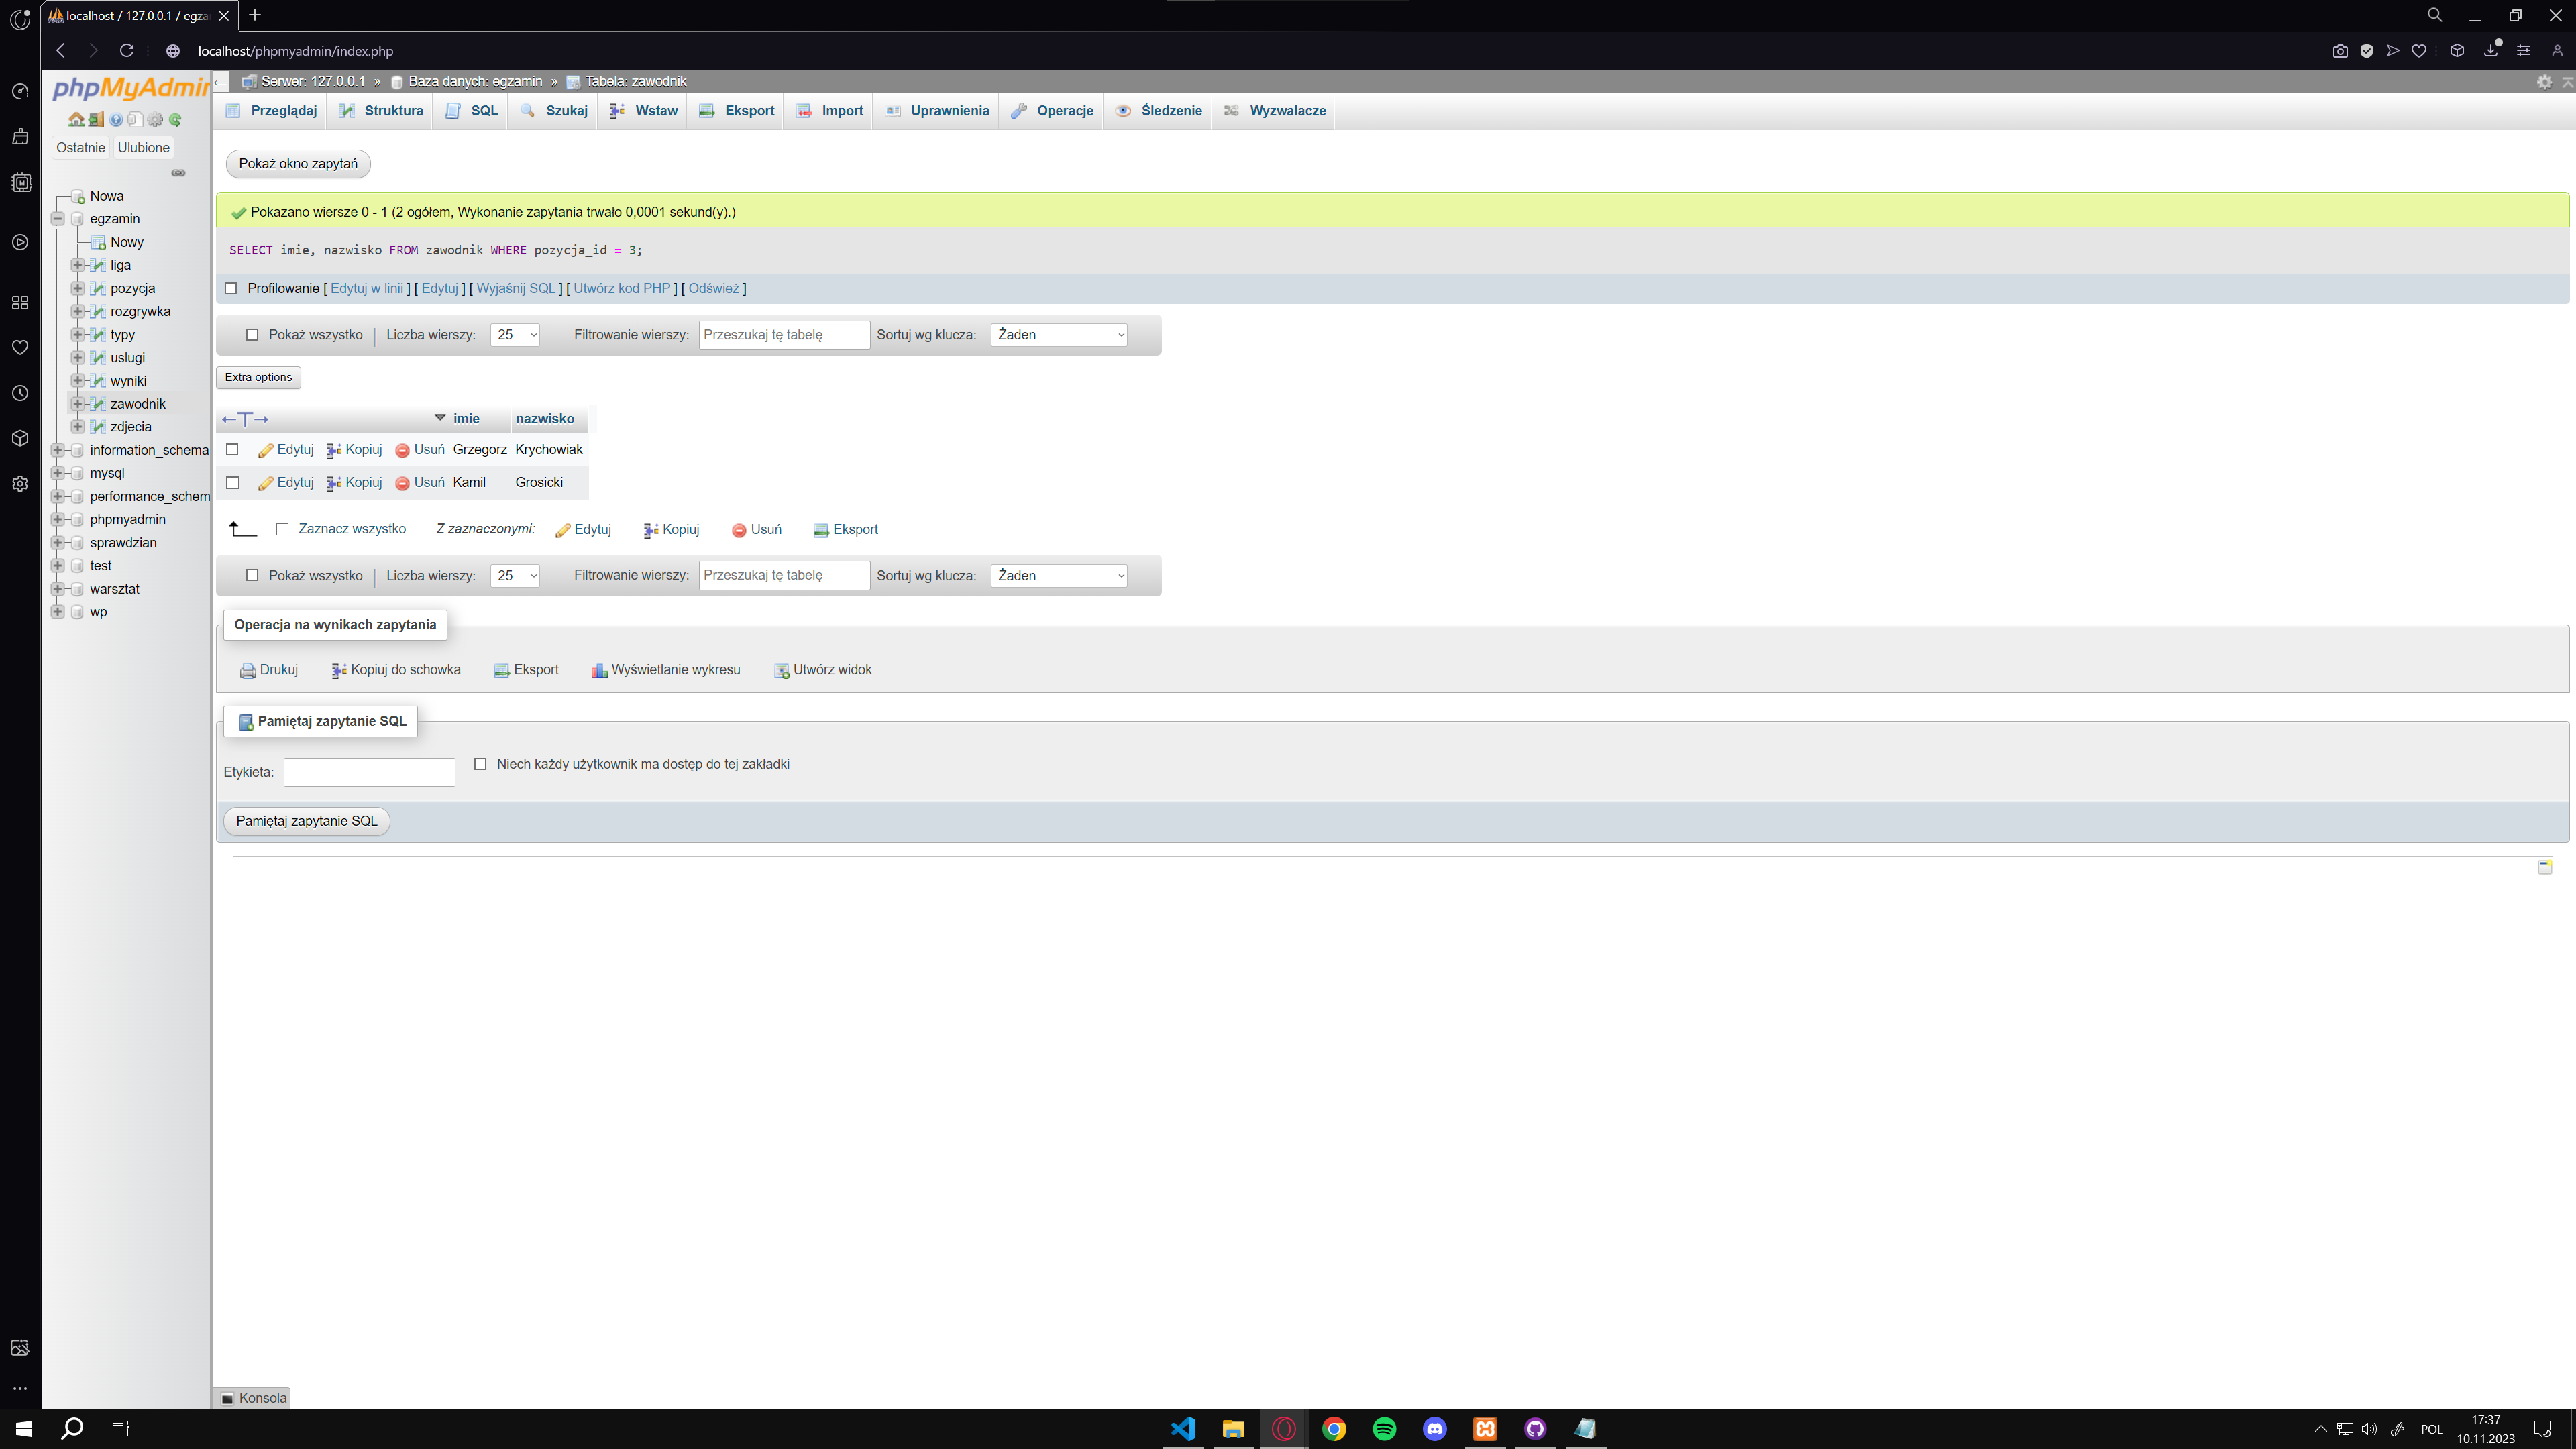 localhost / 127.0.0.1 / egza
localhost/phpmyadmin/index.php
phpMyAdmin
Ostatnie Ulubione
Nowa
egzamin
Nowy
liga
pozycja
rozgrywka
typy
uslugi
wyniki
zawodnik
zdjecia
information_schema
mysql
performance_schem
phpmyadmin
sprawdzian
test
warsztat
wp
Serwer: 127.0.0.1 » Baza danych: egzamin » Tabela: zawodnik
Przeglądaj Struktura SQL Szukaj Wstaw Eksport Import Uprawnienia Operacje Śledzenie Wyzwalacze
Pokaż okno zapytań
Pokazano wiersze 0 - 1 (2 ogółem, Wykonanie zapytania trwało 0,0001 sekund(y).)
SELECT imie, nazwisko FROM zawodnik WHERE pozycja_id = 3;
Profilowanie [ Edytuj w linii ] [ Edytuj ] [ Wyjaśnij SQL ] [ Utwórz kod PHP ] [ Odśwież ]
Pokaż wszystko | Liczba wierszy: 25 Filtrowanie wierszy: Przeszukaj tę tabelę Sortuj wg klucza: Żaden
Extra options
←T→ imie nazwisko
Edytuj Kopiuj Usuń Grzegorz Krychowiak
Edytuj Kopiuj Usuń Kamil Grosicki
Zaznacz wszystko Z zaznaczonymi: Edytuj Kopiuj Usuń Eksport
Pokaż wszystko | Liczba wierszy: 25 Filtrowanie wierszy: Przeszukaj tę tabelę Sortuj wg klucza: Żaden
Operacja na wynikach zapytania
Drukuj Kopiuj do schowka Eksport Wyświetlanie wykresu Utwórz widok
Pamiętaj zapytanie SQL
Etykieta: Niech każdy użytkownik ma dostęp do tej zakładki
Pamiętaj zapytanie SQL
Konsola
POL
17:37
10.11.2023